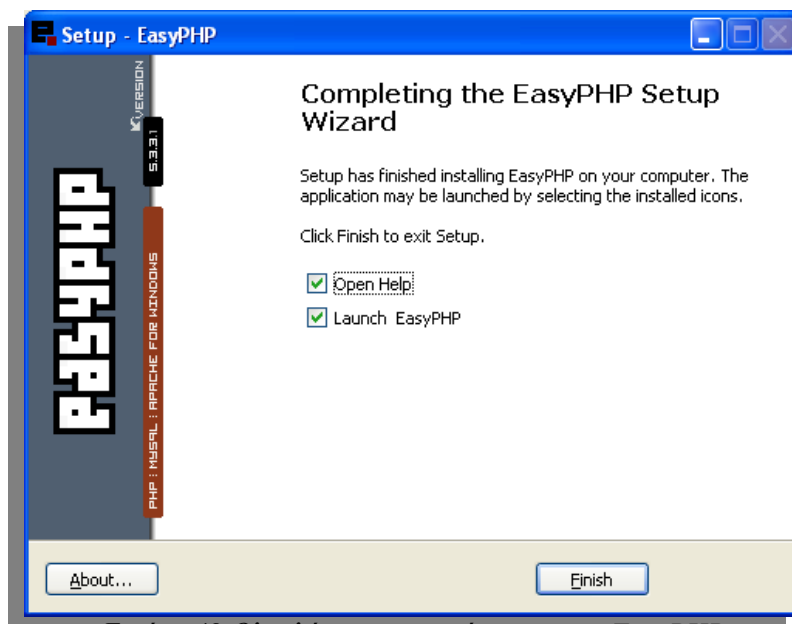 Setup - EasyPHP
VERSION
5.3.3.1
easyPHP
PHP : MYSQL : APACHE FOR WINDOWS
Completing the EasyPHP Setup
Wizard
Setup has finished installing EasyPHP on your computer. The
application may be launched by selecting the installed icons.
Click Finish to exit Setup.
Open Help
Launch EasyPHP
About...
Finish